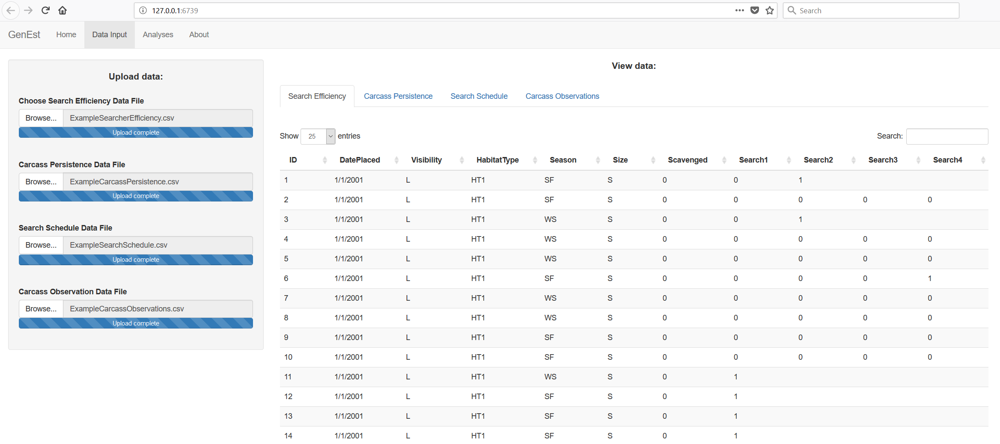 127.0.0.1:6739
Search
GenEst Home Data Input Analyses About
Upload data:
Choose Search Efficiency Data File
Browse... ExampleSearcherEfficiency.csv
Upload complete
Carcass Persistence Data File
Browse... ExampleCarcassPersistence.csv
Upload complete
Search Schedule Data File
Browse... ExampleSearchSchedule.csv
Upload complete
Carcass Observation Data File
Browse... ExampleCarcassObservations.csv
Upload complete
View data:
Search Efficiency Carcass Persistence Search Schedule Carcass Observations
Show 25 entries
Search:
ID DatePlaced Visibility HabitatType Season Size Scavenged Search1 Search2 Search3 Search4
1 1/1/2001 L HT1 SF S 0 0 1
2 1/1/2001 L HT1 SF S 0 0 0 0 0
3 1/1/2001 L HT1 WS S 0 0 1
4 1/1/2001 L HT1 WS S 0 0 0 0 0
5 1/1/2001 L HT1 WS S 0 0 0 0 0
6 1/1/2001 L HT1 SF S 0 0 0 0 1
7 1/1/2001 L HT1 WS S 0 0 0 0 0
8 1/1/2001 L HT1 WS S 0 0 0 0 0
9 1/1/2001 L HT1 SF S 0 0 0 0 0
10 1/1/2001 L HT1 SF S 0 0 0 0 0
11 1/1/2001 L HT1 WS S 0 1
12 1/1/2001 L HT1 SF S 0 1
13 1/1/2001 L HT1 SF S 0 1
14 1/1/2001 L HT1 SF S 0 1